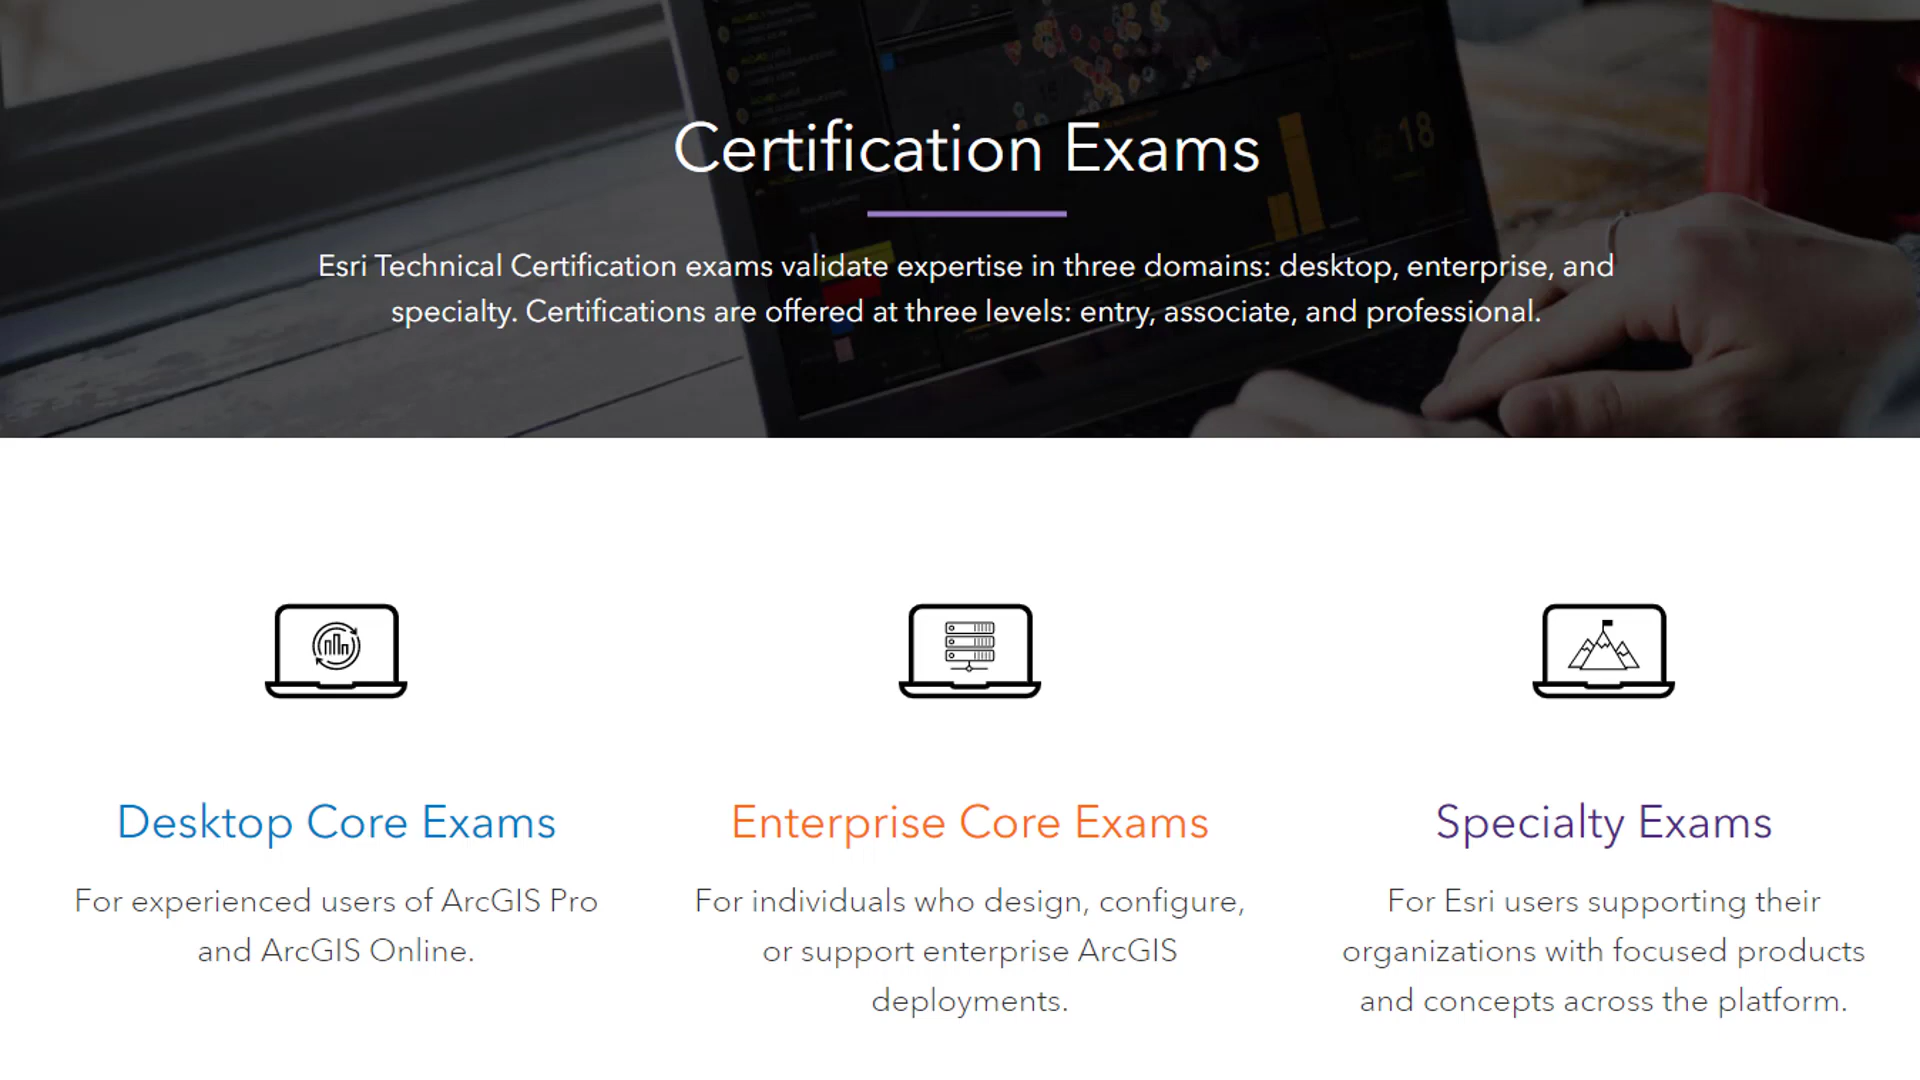 Certification Exams
Esri Technical Certification exams validate expertise in three domains: desktop, enterprise, and
specialty. Certifications are offered at three levels: entry, associate, and professional.
18
Desktop Core Exams
For experienced users of ArcGIS Pro
and ArcGIS Online.
Enterprise Core Exams
For individuals who design, configure,
or support enterprise ArcGIS
deployments.
Specialty Exams
For Esri users supporting their
organizations with focused products
and concepts across the platform.